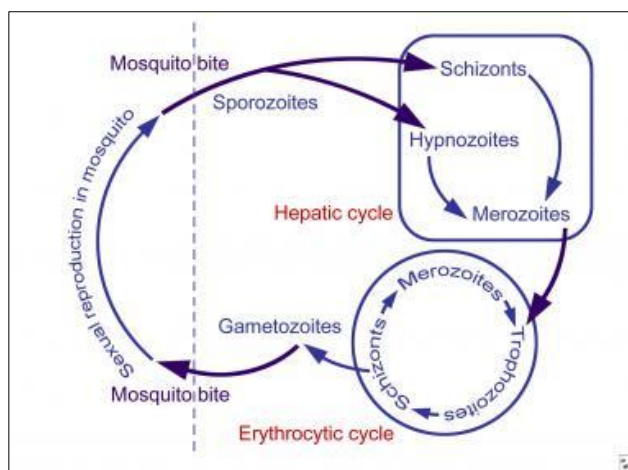 Mosquito bite
Sporozoites
Schizonts
Hypnozoites
Merozoites
Hepatic cycle
Sexual reproduction in mosquito
Merozoites
Trophozoites
Schizonts
Gametozoites
Mosquito bite
Erythrocytic cycle